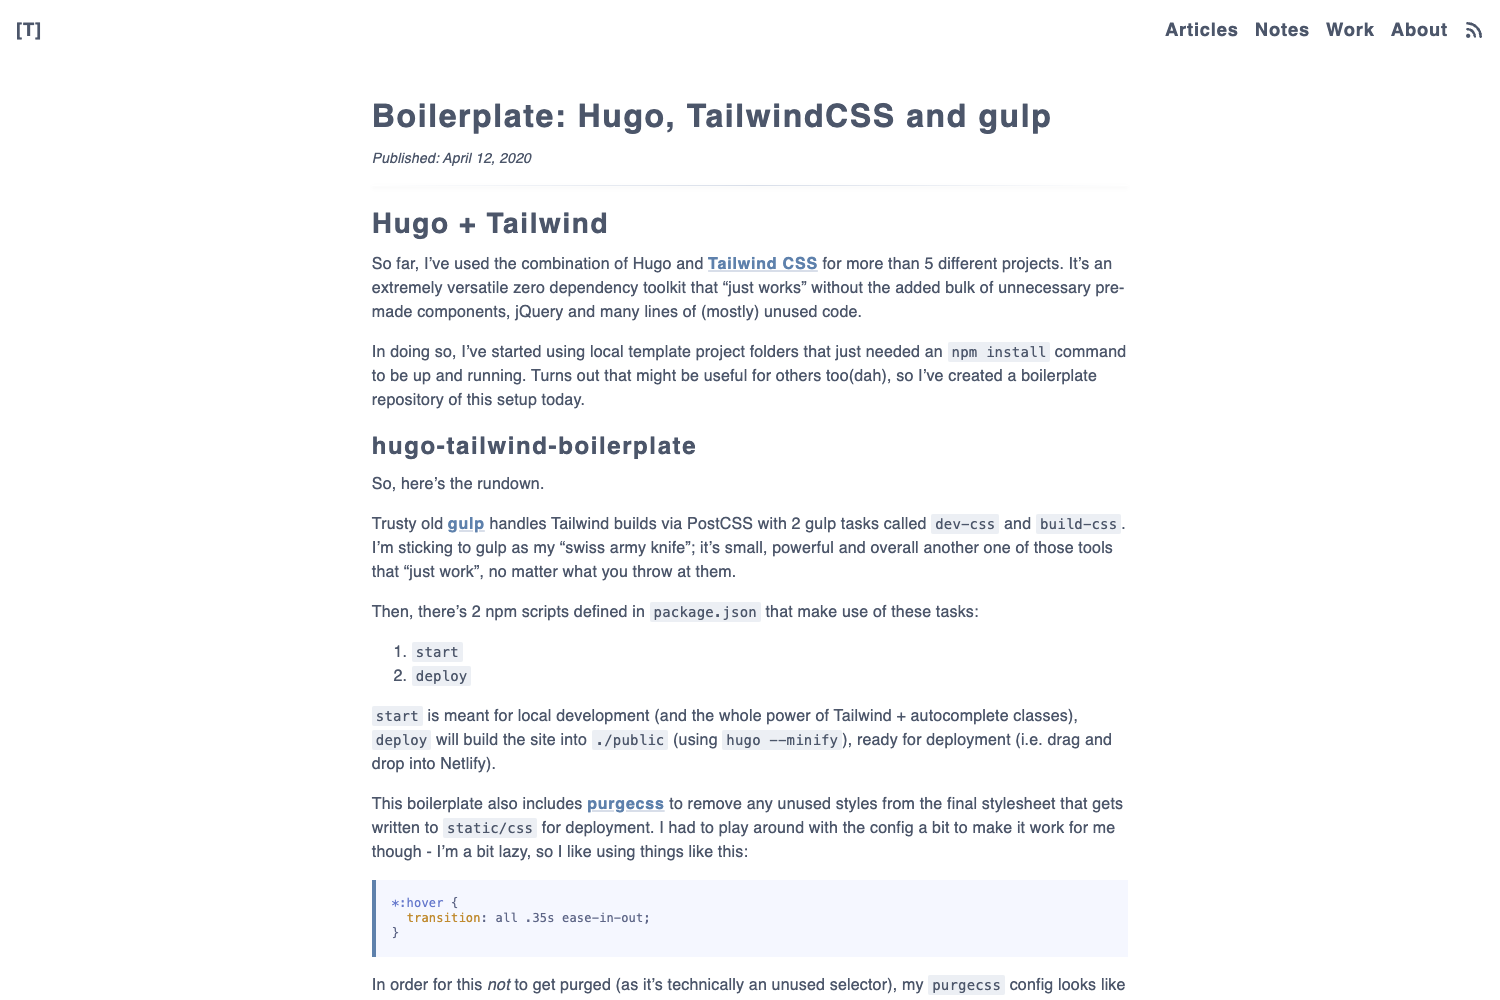 [T]
Articles Notes Work About
Boilerplate: Hugo, TailwindCSS and gulp
Published: April 12, 2020
Hugo + Tailwind
So far, I’ve used the combination of Hugo and Tailwind CSS for more than 5 different projects. It’s an
extremely versatile zero dependency toolkit that “just works” without the added bulk of unnecessary pre-
made components, jQuery and many lines of (mostly) unused code.
In doing so, I’ve started using local template project folders that just needed an npm install command
to be up and running. Turns out that might be useful for others too(dah), so I’ve created a boilerplate
repository of this setup today.
hugo-tailwind-boilerplate
So, here’s the rundown.
Trusty old gulp handles Tailwind builds via PostCSS with 2 gulp tasks called dev-css and build-css.
I’m sticking to gulp as my “swiss army knife”; it’s small, powerful and overall another one of those tools
that “just work”, no matter what you throw at them.
Then, there’s 2 npm scripts defined in package.json that make use of these tasks:
1. start
2. deploy
start is meant for local development (and the whole power of Tailwind + autocomplete classes),
deploy will build the site into ./public (using hugo --minify), ready for deployment (i.e. drag and
drop into Netlify).
This boilerplate also includes purgecss to remove any unused styles from the final stylesheet that gets
written to static/css for deployment. I had to play around with the config a bit to make it work for me
though - I’m a bit lazy, so I like using things like this:
*:hover {
  transition: all .35s ease-in-out;
}
In order for this not to get purged (as it’s technically an unused selector), my purgecss config looks like